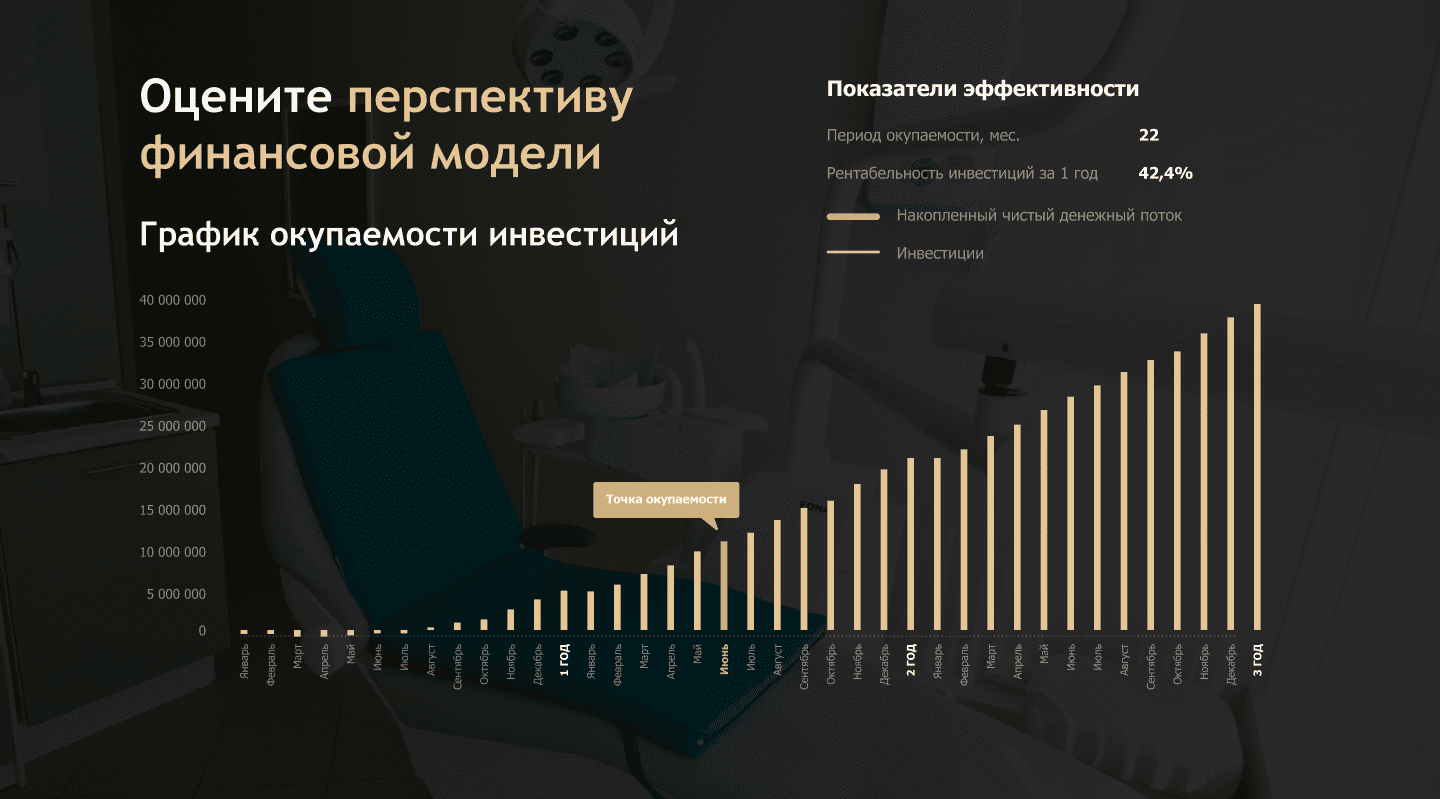 Оцените перспективу
финансовой модели
График окупаемости инвестиций
Показатели эффективности
Период окупаемости, мес. 22
Рентабельность инвестиций за 1 год 42,4%
Накопленный чистый денежный поток
Инвестиции
40 000 000
35 000 000
30 000 000
25 000 000
20 000 000
15 000 000
10 000 000
5 000 000
0
Точка окупаемости
FONA
Январь
Февраль
Март
Апрель
Май
Июнь
Июль
Август
Сентябрь
Октябрь
Ноябрь
Декабрь
1 ГОД
Январь
Февраль
Март
Апрель
Май
Июнь
Июль
Август
Сентябрь
Октябрь
Ноябрь
Декабрь
2 ГОД
Январь
Февраль
Март
Апрель
Май
Июнь
Июль
Август
Сентябрь
Октябрь
Ноябрь
Декабрь
3 ГОД